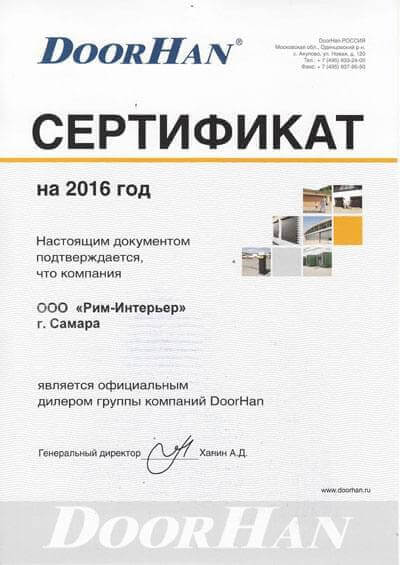 DOORHAN®
DoorHan РОССИЯ
Московская обл., Одинцовский р-н,
с. Акулово, ул. Новая, д. 120
Тел.: + 7 (495) 933-24-00
Факс: + 7 (495) 937-95-50
СЕРТИФИКАТ
на 2016 год
Настоящим документом
подтверждается,
что компания
ООО «Рим-Интерьер»
г. Самара
является официальным
дилером группы компаний DoorHan
Генеральный директор Ханин А.Д.
www.doorhan.ru
DOORHAN